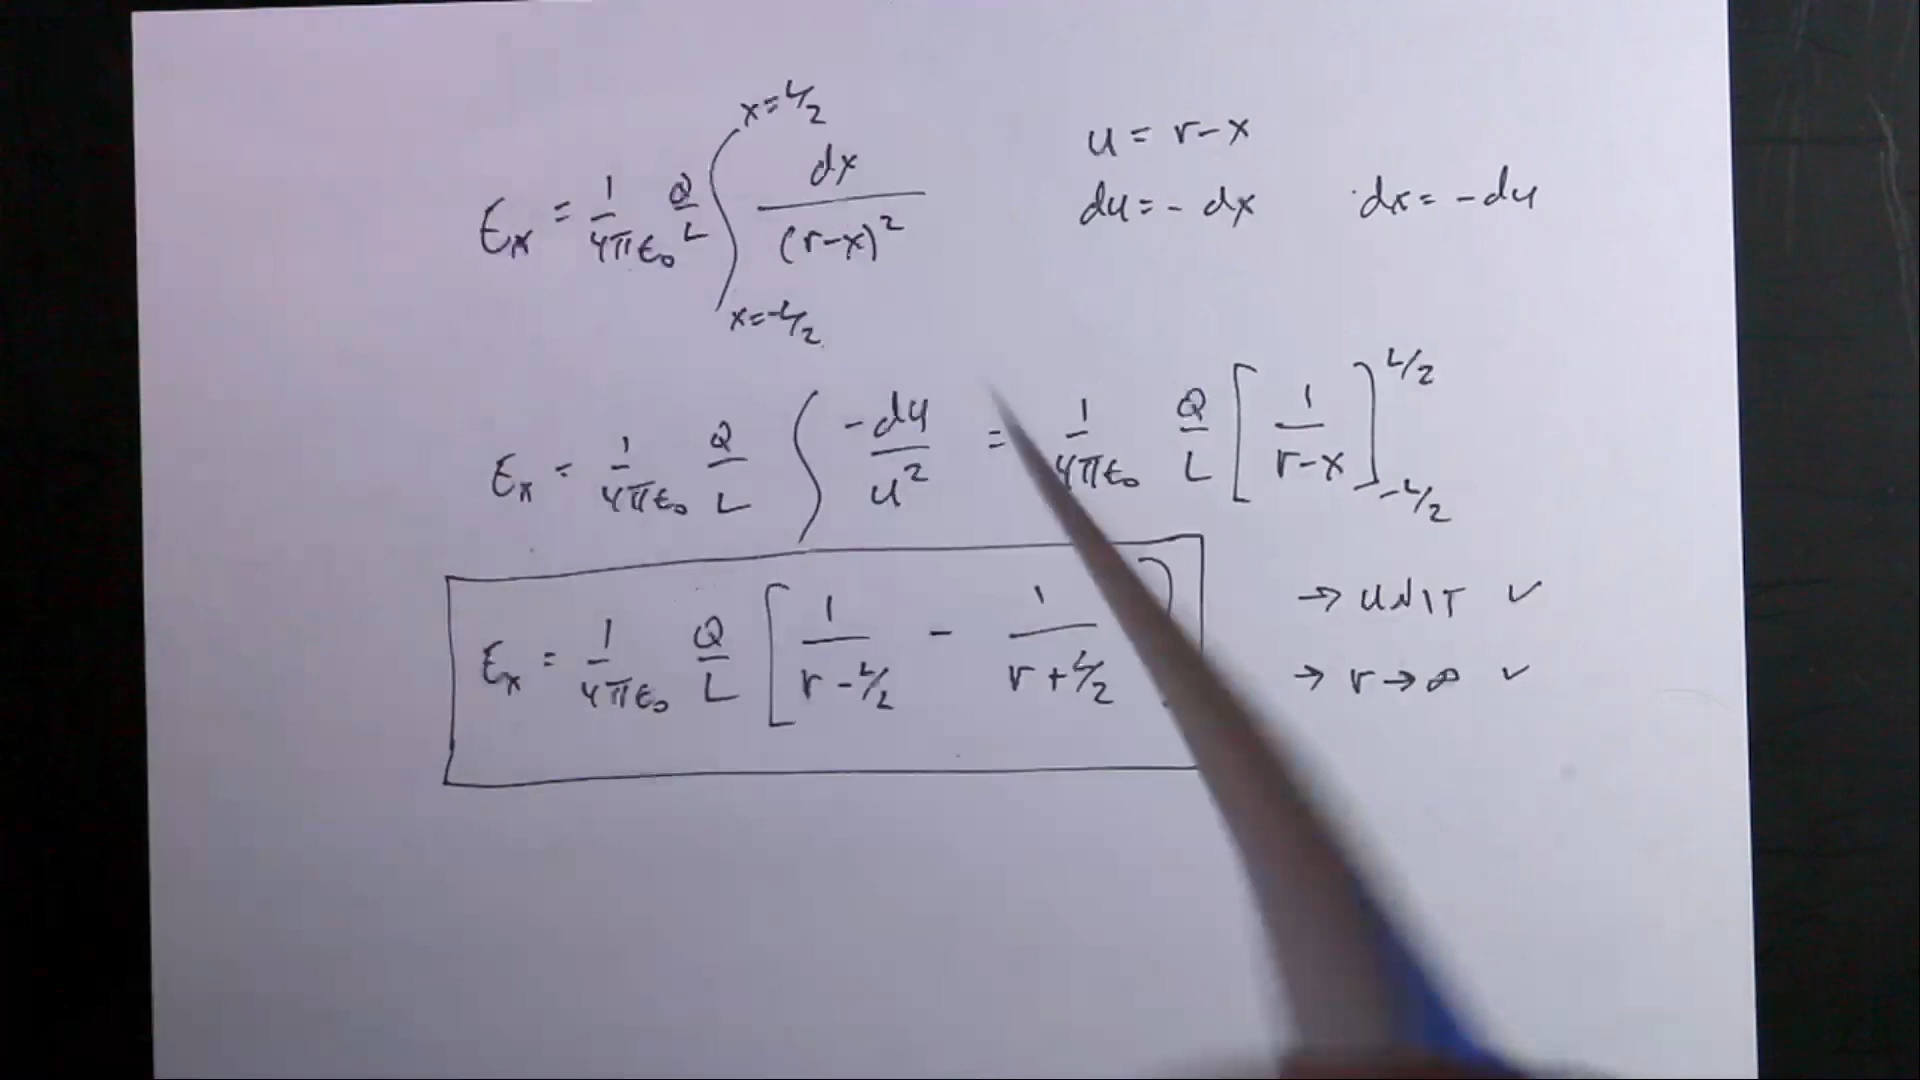 Ex = 1/4πε₀ Q/L ∫_{x=-L/2}^{x=L/2} dx/(r-x)²
u = r-x
du = - dx dx = -du
Ex = 1/4πε₀ Q/L ∫ -du/u² = 1/4πε₀ Q/L [1/r-x]_{-L/2}^{L/2}
Ex = 1/4πε₀ Q/L [1/r-L/2 - 1/r+L/2]
→ UNIT ✓
→ r→∞ ✓